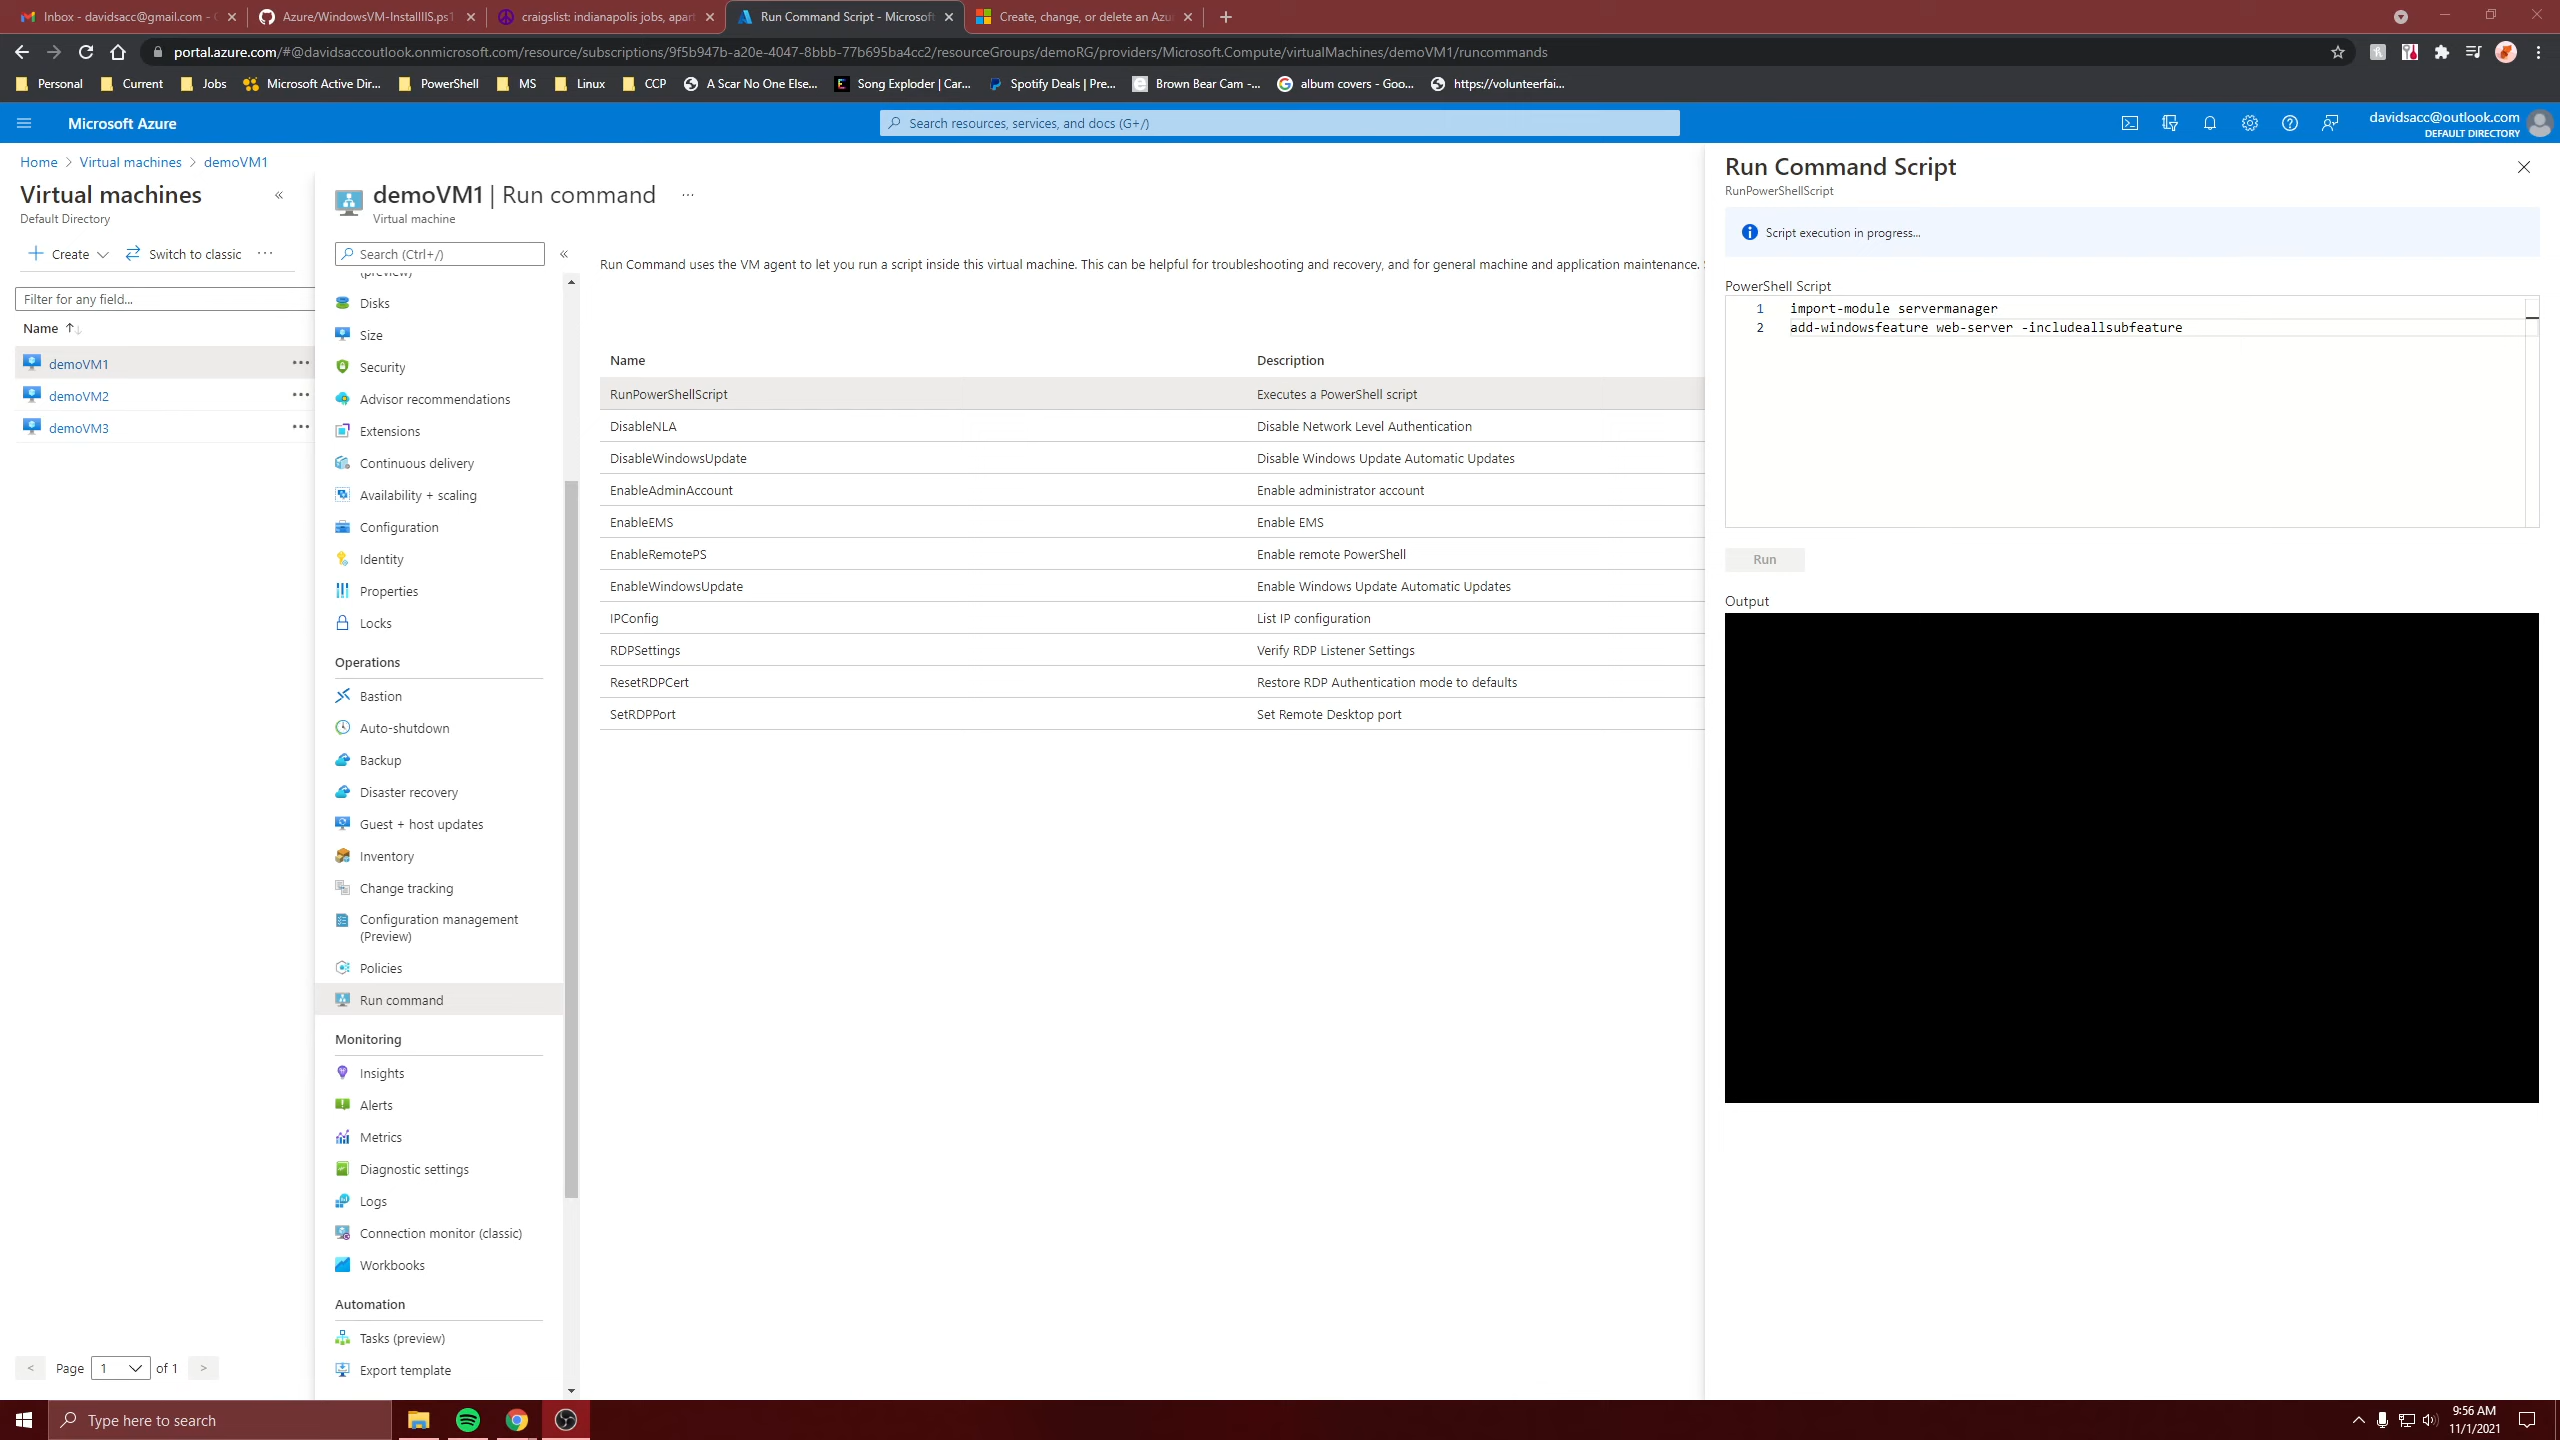 Inbox - davidsacc@gmail.com - G
Azure/WindowsVM-InstallIIS.ps1
craigslist: indianapolis jobs, apart
Run Command Script - Microsoft
Create, change, or delete an Azu
portal.azure.com/#@davidsaccoutlook.onmicrosoft.com/resource/subscriptions/9f5b947b-a20e-4047-8bbb-77b695ba4cc2/resourceGroups/demoRG/providers/Microsoft.Compute/virtualMachines/demoVM1/runcommands
Personal
Current
Jobs
Microsoft Active Dir...
PowerShell
MS
Linux
CCP
A Scar No One Else...
Song Exploder | Car...
Spotify Deals | Pre...
Brown Bear Cam -...
album covers - Goo...
https://volunteerfai...
Microsoft Azure
Search resources, services, and docs (G+/)
davidsacc@outlook.com
DEFAULT DIRECTORY
Home > Virtual machines > demoVM1
Virtual machines
Default Directory
Create
Switch to classic
Filter for any field...
Name
demoVM1
demoVM2
demoVM3
Page 1 of 1
demoVM1 | Run command
Virtual machine
Search (Ctrl+/)
(preview)
Disks
Size
Security
Advisor recommendations
Extensions
Continuous delivery
Availability + scaling
Configuration
Identity
Properties
Locks
Operations
Bastion
Auto-shutdown
Backup
Disaster recovery
Guest + host updates
Inventory
Change tracking
Configuration management
(Preview)
Policies
Run command
Monitoring
Insights
Alerts
Metrics
Diagnostic settings
Logs
Connection monitor (classic)
Workbooks
Automation
Tasks (preview)
Export template
Run Command uses the VM agent to let you run a script inside this virtual machine. This can be helpful for troubleshooting and recovery, and for general machine and application maintenance.
Name Description
RunPowerShellScript Executes a PowerShell script
DisableNLA Disable Network Level Authentication
DisableWindowsUpdate Disable Windows Update Automatic Updates
EnableAdminAccount Enable administrator account
EnableEMS Enable EMS
EnableRemotePS Enable remote PowerShell
EnableWindowsUpdate Enable Windows Update Automatic Updates
IPConfig List IP configuration
RDPSettings Verify RDP Listener Settings
ResetRDPCert Restore RDP Authentication mode to defaults
SetRDPPort Set Remote Desktop port
Run Command Script
RunPowerShellScript
Script execution in progress...
PowerShell Script
1 import-module servermanager
2 add-windowsfeature web-server -includeallsubfeature
Run
Output
Type here to search
9:56 AM
11/1/2021